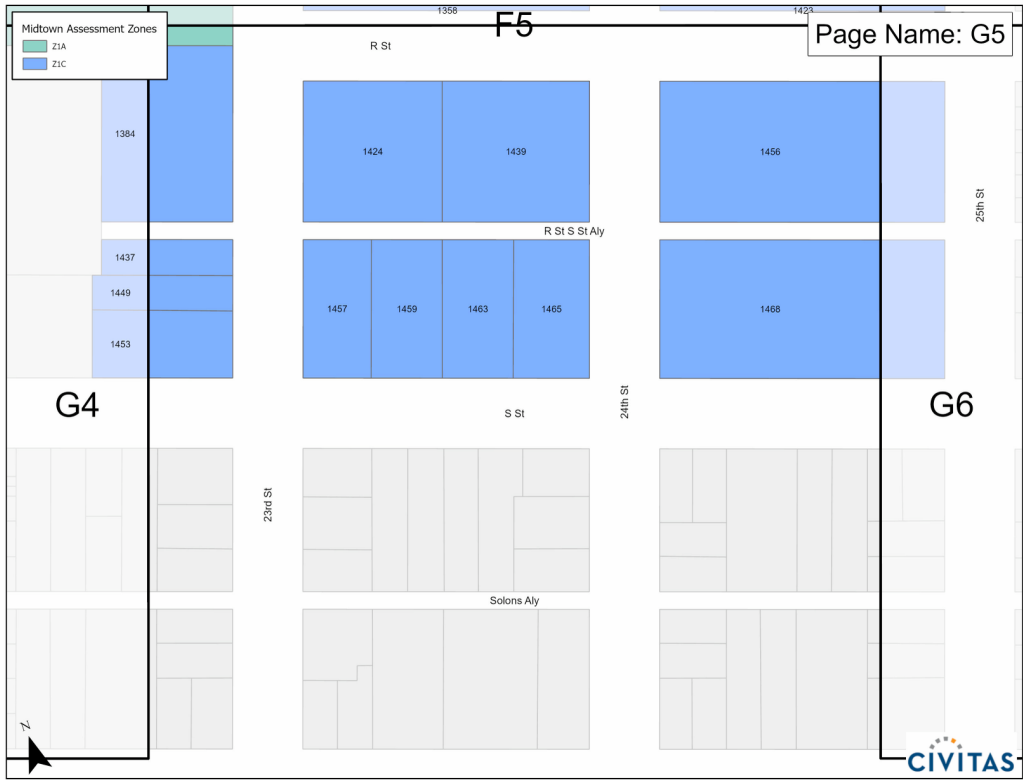 1358
1423
F5
Midtown Assessment Zones
Z1A
Z1C
Page Name: G5
R St
1384
1424
1439
1456
25th St
R St S St Aly
1437
1449
1453
1457
1459
1463
1465
1468
G4
24th St
G6
S St
23rd St
Solons Aly
N
CIVITAS